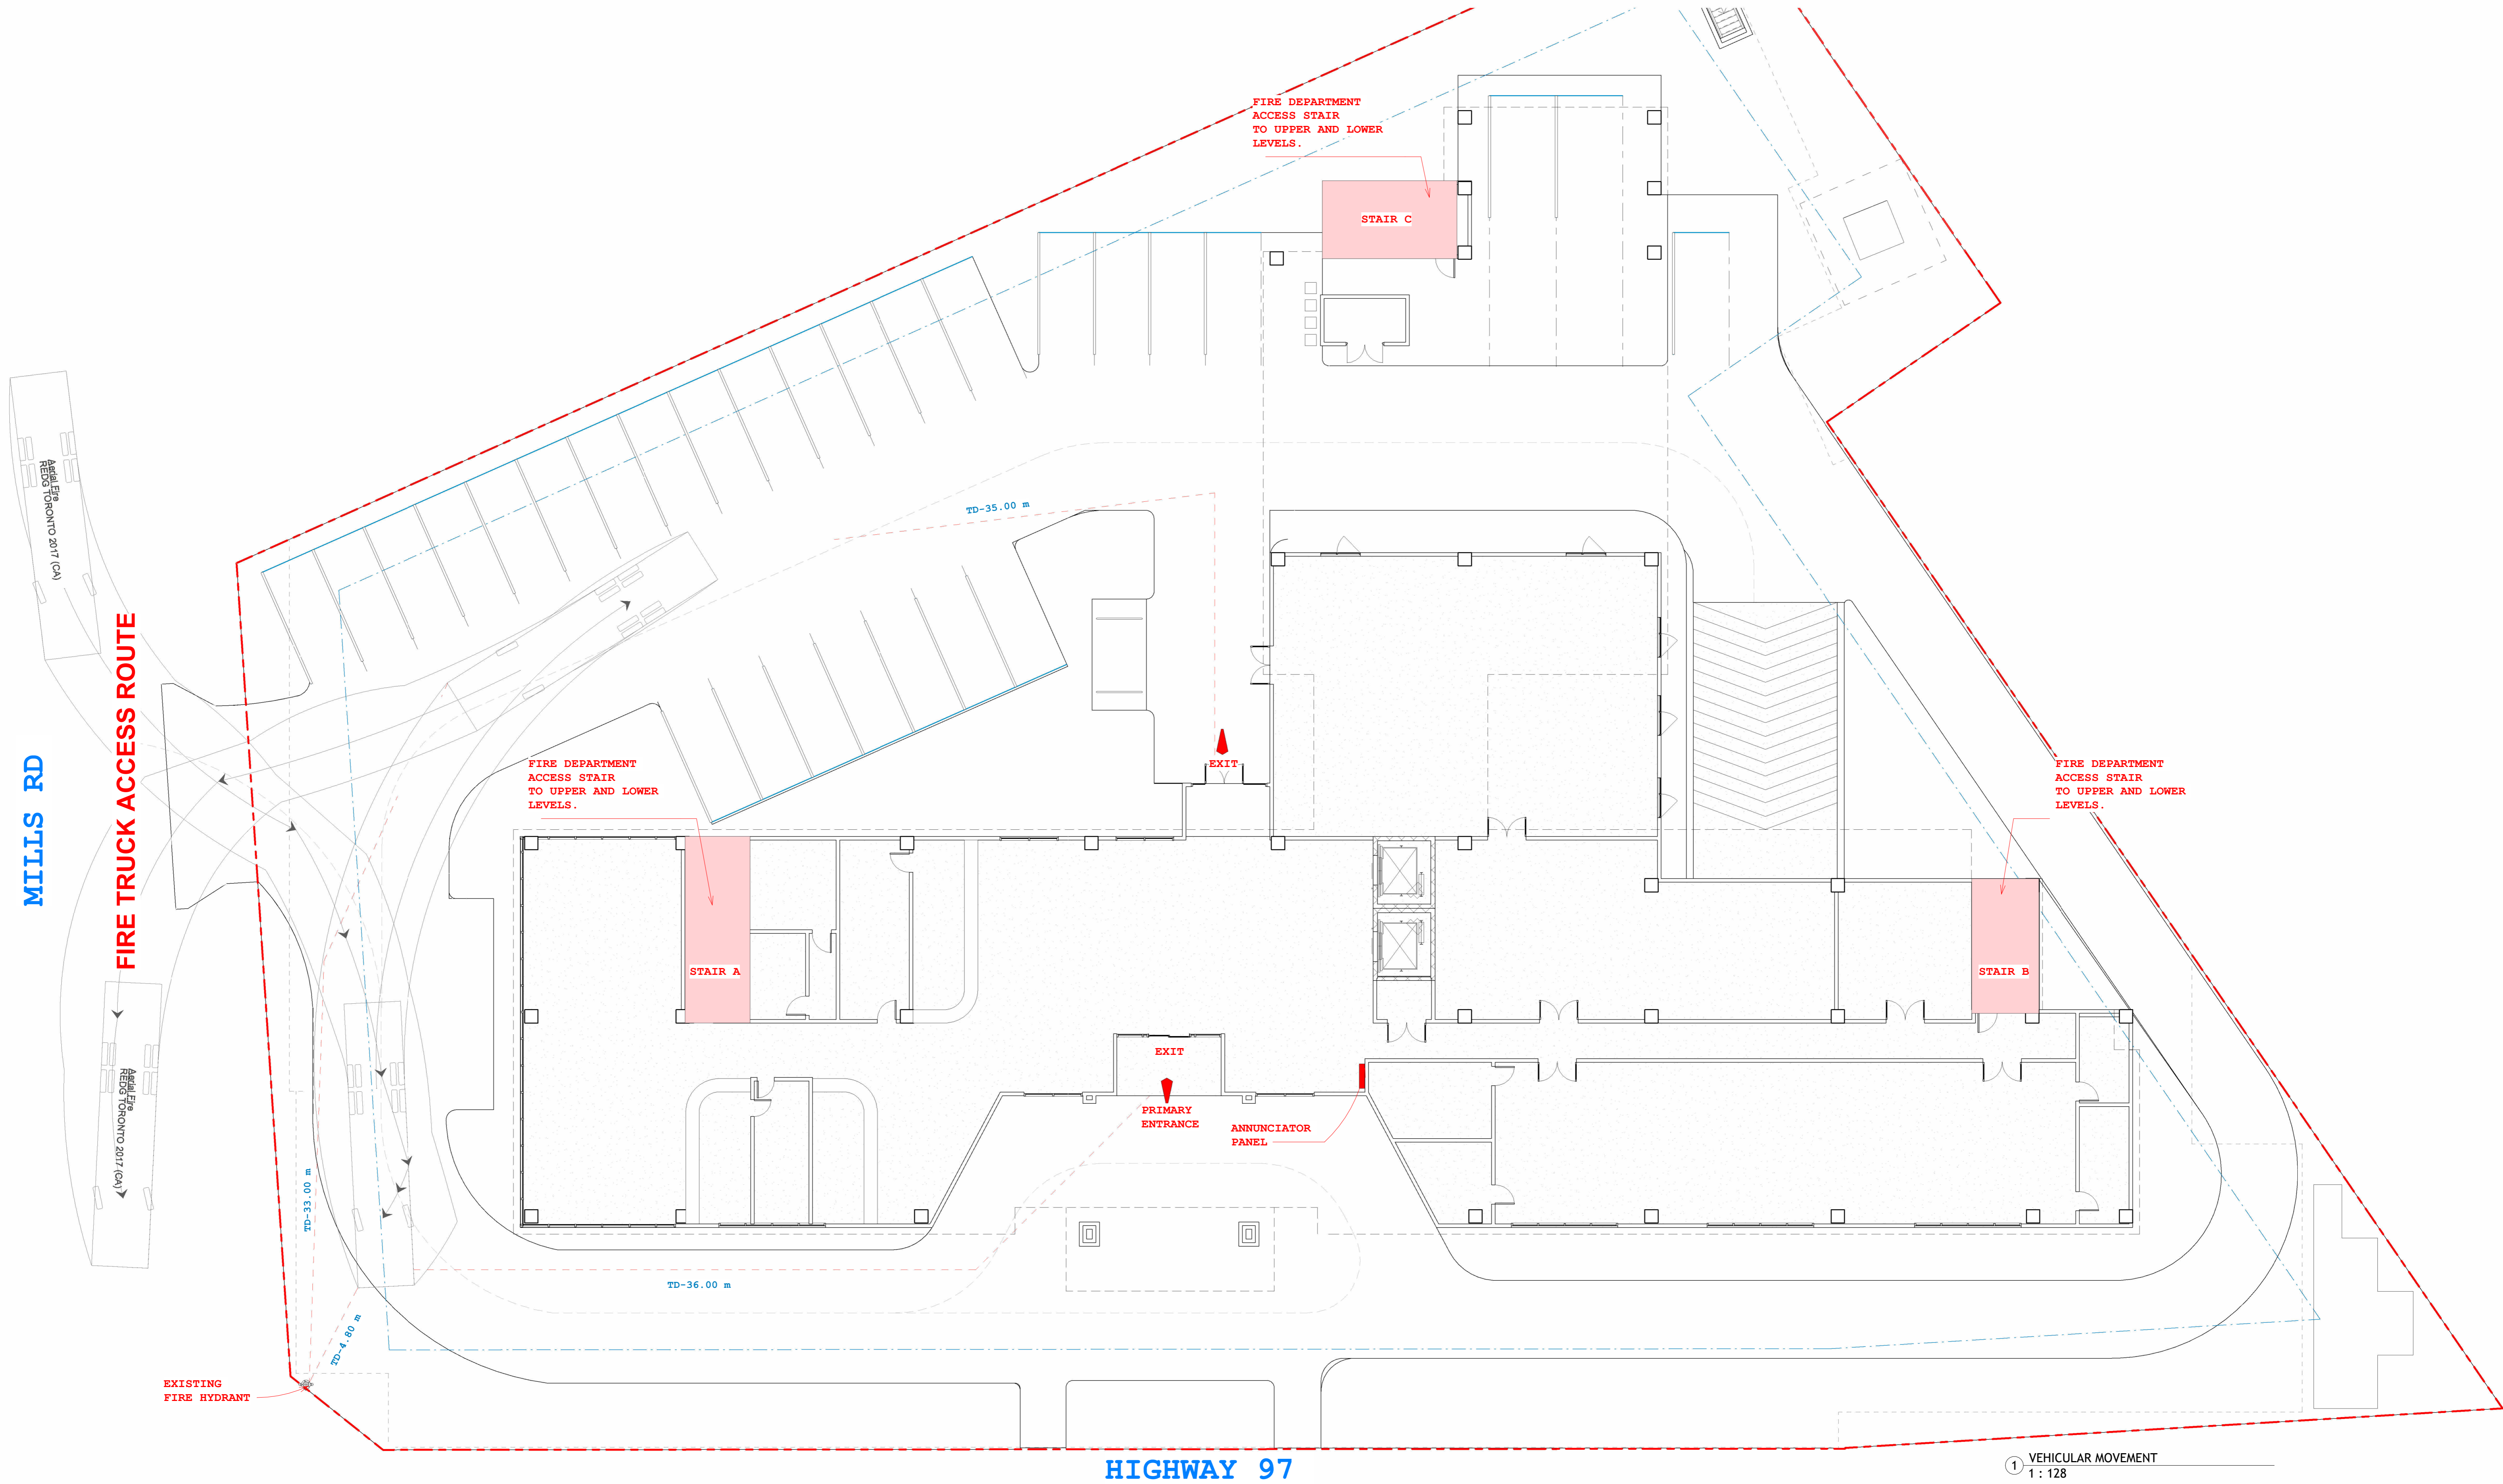 FIRE DEPARTMENT
ACCESS STAIR
TO UPPER AND LOWER
LEVELS.
STAIR C
Aerial Fire
REDG TORONTO 2017 (CA)
TD-35.00 m
MILLS RD
FIRE TRUCK ACCESS ROUTE
EXIT
FIRE DEPARTMENT
ACCESS STAIR
TO UPPER AND LOWER
LEVELS.
FIRE DEPARTMENT
ACCESS STAIR
TO UPPER AND LOWER
LEVELS.
STAIR A
STAIR B
EXIT
Aerial Fire
REDG TORONTO 2017 (CA)
PRIMARY
ENTRANCE
ANNUNCIATOR
PANEL
TD-33.00 m
TD-36.00 m
TD-4.80 m
EXISTING
FIRE HYDRANT
HIGHWAY 97
1 VEHICULAR MOVEMENT
1 : 128